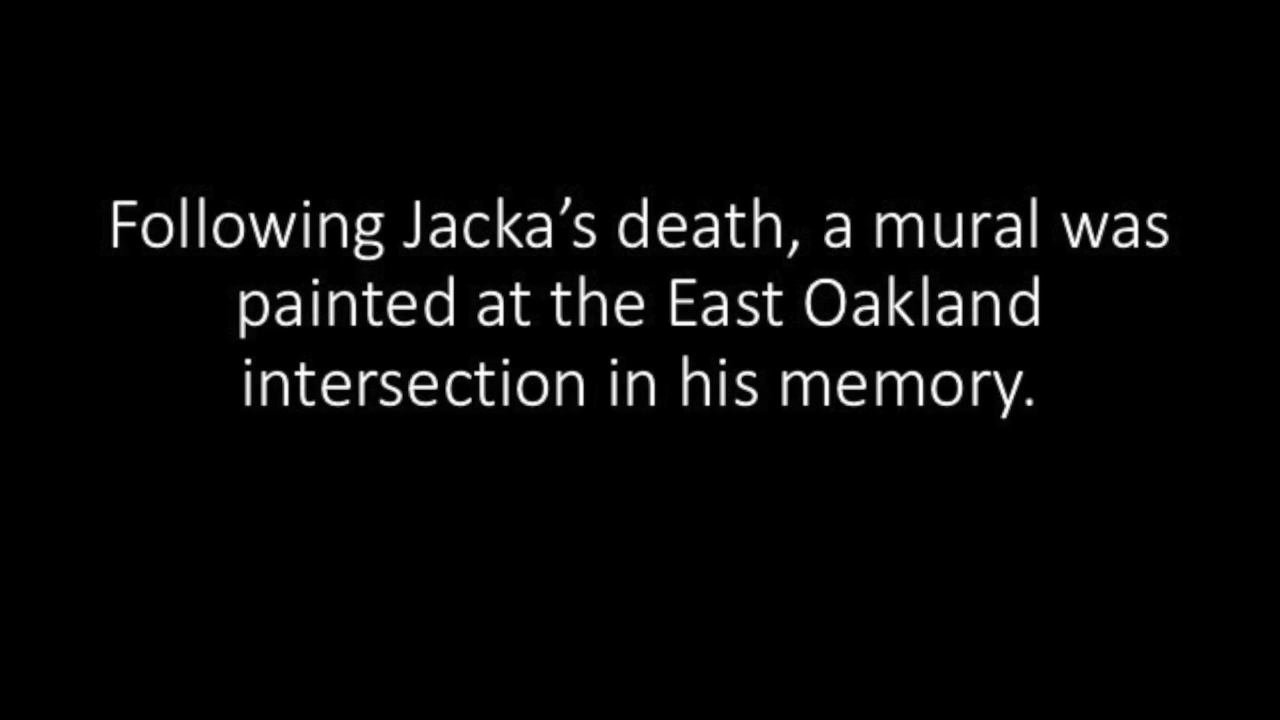 Following Jacka’s death, a mural was
painted at the East Oakland
intersection in his memory.